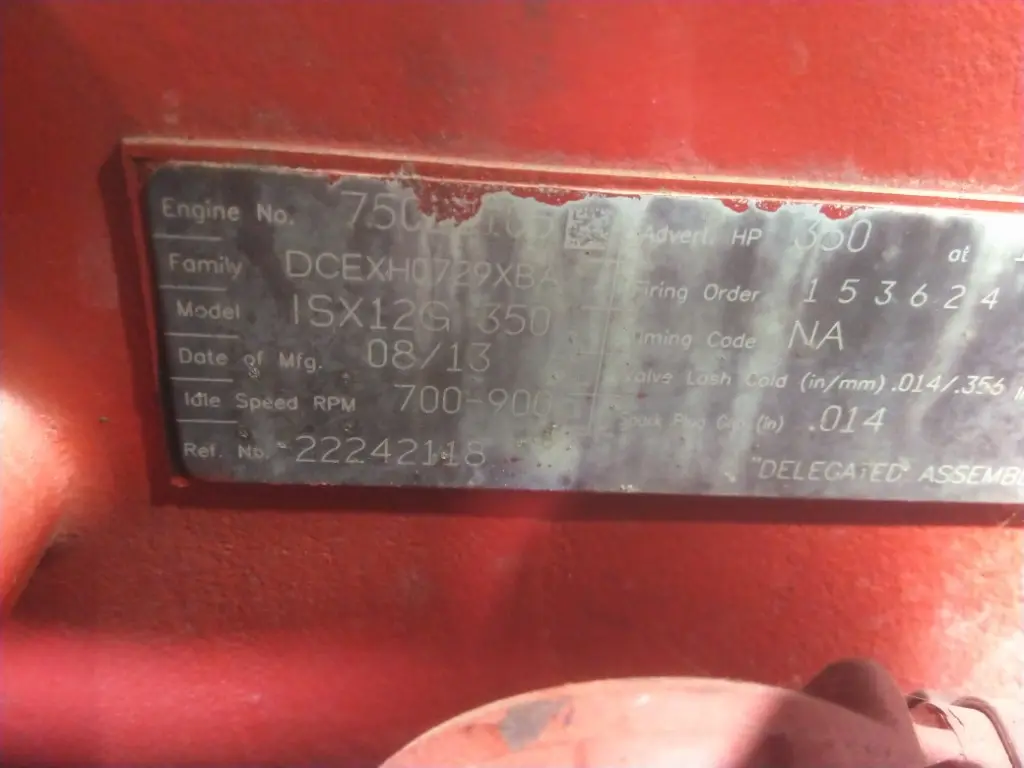 Engine No.
Advert. HP 350 at
Family DCEXH0729XBA
Firing Order 1 5 3 6 2 4
Model ISX12G 350
Timing Code NA
Date of Mfg. 08/13
Valve Lash Cold (in/mm) .014/.356
Idle Speed RPM 700-900
Spark Plug Gap (in) .014
Ref. No. 22242118
"DELEGATED" ASSEMBL